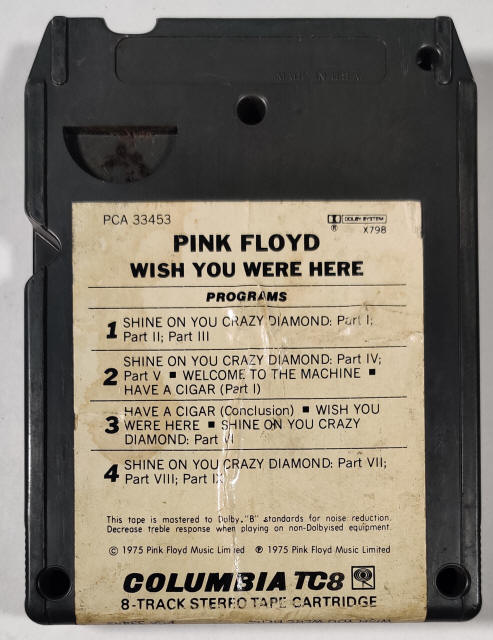 PCA 33453
DOLBY SYSTEM
®
X798
PINK FLOYD
WISH YOU WERE HERE
PROGRAMS
1 SHINE ON YOU CRAZY DIAMOND: Part I;
Part II; Part III
2 SHINE ON YOU CRAZY DIAMOND: Part IV;
Part V ■ WELCOME TO THE MACHINE ■
HAVE A CIGAR (Part I)
3 HAVE A CIGAR (Conclusion) ■ WISH YOU
WERE HERE ■ SHINE ON YOU CRAZY
DIAMOND: Part VI
4 SHINE ON YOU CRAZY DIAMOND: Part VII;
Part VIII; Part IX
This tape is mastered to Dolby "B" standards for noise reduction.
Decrease treble response when playing on non-Dolbyised equipment.
© 1975 Pink Floyd Music Limited ℗ 1975 Pink Floyd Music Limited
COLUMBIA TC8
8-TRACK STEREO TAPE CARTRIDGE